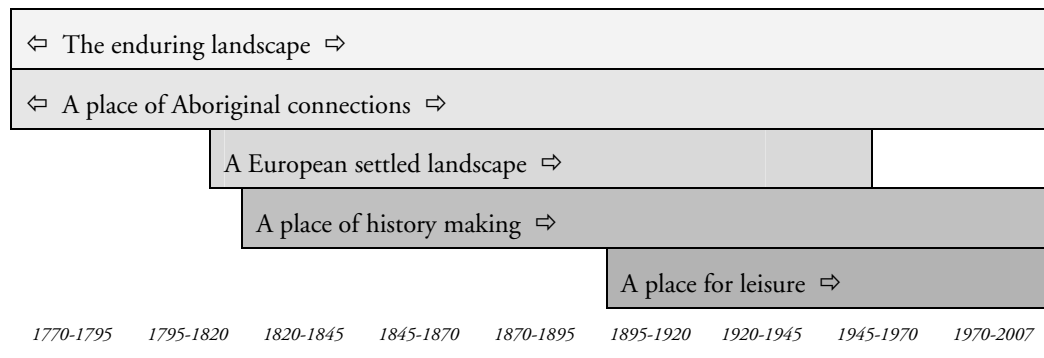 ⇦ The enduring landscape ⇨
⇦ A place of Aboriginal connections ⇨
A European settled landscape ⇨
A place of history making ⇨
A place for leisure ⇨
1770-1795 1795-1820 1820-1845 1845-1870 1870-1895 1895-1920 1920-1945 1945-1970 1970-2007